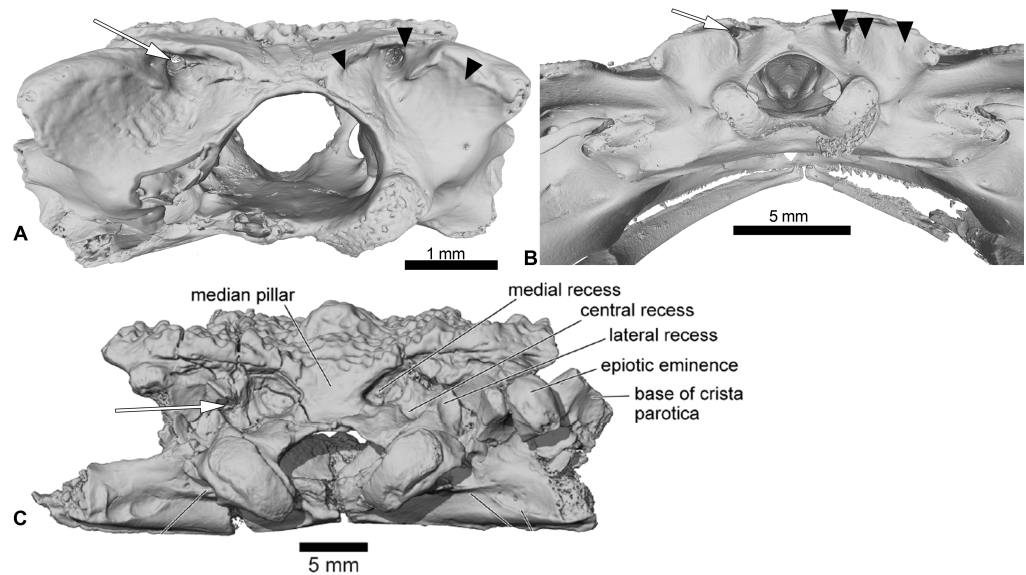 A
1 mm
B
5 mm
median pillar
medial recess
central recess
lateral recess
epiotic eminence
base of crista
parotica
C
5 mm